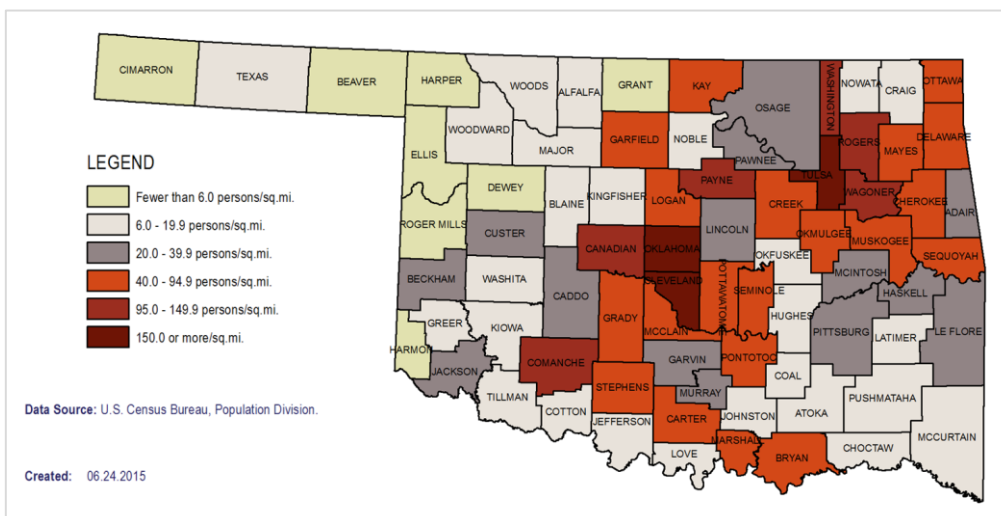 CIMARRON
TEXAS
BEAVER
HARPER
WOODS
ALFALFA
GRANT
KAY
OSAGE
WASHINGTON
NOWATA
CRAIG
OTTAWA
WOODWARD
MAJOR
GARFIELD
NOBLE
PAWNEE
ROGERS
MAYES
DELAWARE
ELLIS
DEWEY
BLAINE
KINGFISHER
LOGAN
PAYNE
CREEK
TULSA
WAGONER
CHEROKEE
ADAIR
ROGER MILLS
CUSTER
CANADIAN
OKLAHOMA
LINCOLN
OKFUSKEE
OKMULGEE
MUSKOGEE
SEQUOYAH
BECKHAM
WASHITA
CADDO
CLEVELAND
POTTAWATOMIE
SEMINOLE
MCINTOSH
HASKELL
GREER
KIOWA
GRADY
MCCLAIN
HUGHES
PITTSBURG
LATIMER
LE FLORE
HARMON
JACKSON
COMANCHE
GARVIN
PONTOTOC
COAL
TILLMAN
COTTON
STEPHENS
MURRAY
JOHNSTON
ATOKA
PUSHMATAHA
JEFFERSON
CARTER
LOVE
MARSHALL
BRYAN
CHOCTAW
MCCURTAIN
LEGEND
Fewer than 6.0 persons/sq.mi.
6.0 - 19.9 persons/sq.mi.
20.0 - 39.9 persons/sq.mi.
40.0 - 94.9 persons/sq.mi.
95.0 - 149.9 persons/sq.mi.
150.0 or more/sq.mi.
Data Source: U.S. Census Bureau, Population Division.
Created: 06.24.2015